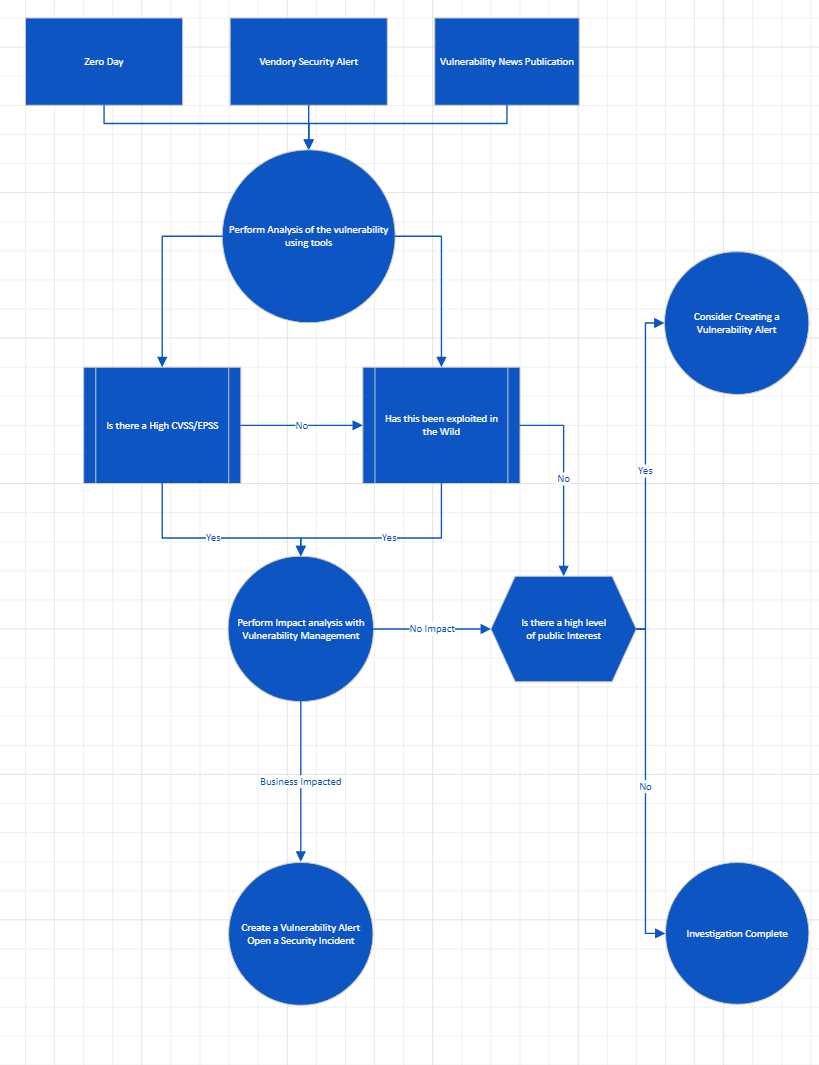 Zero Day
Vendory Security Alert
Vulnerability News Publication
Perform Analysis of the vulnerability
using tools
Consider Creating a
Vulnerability Alert
Is there a High CVSS/EPSS
No
Has this been exploited in
the Wild
No
Yes
Yes
Yes
Perform Impact analysis with
Vulnerability Management
No Impact
Is there a high level
of public Interest
Business Impacted
No
Create a Vulnerability Alert
Open a Security Incident
Investigation Complete